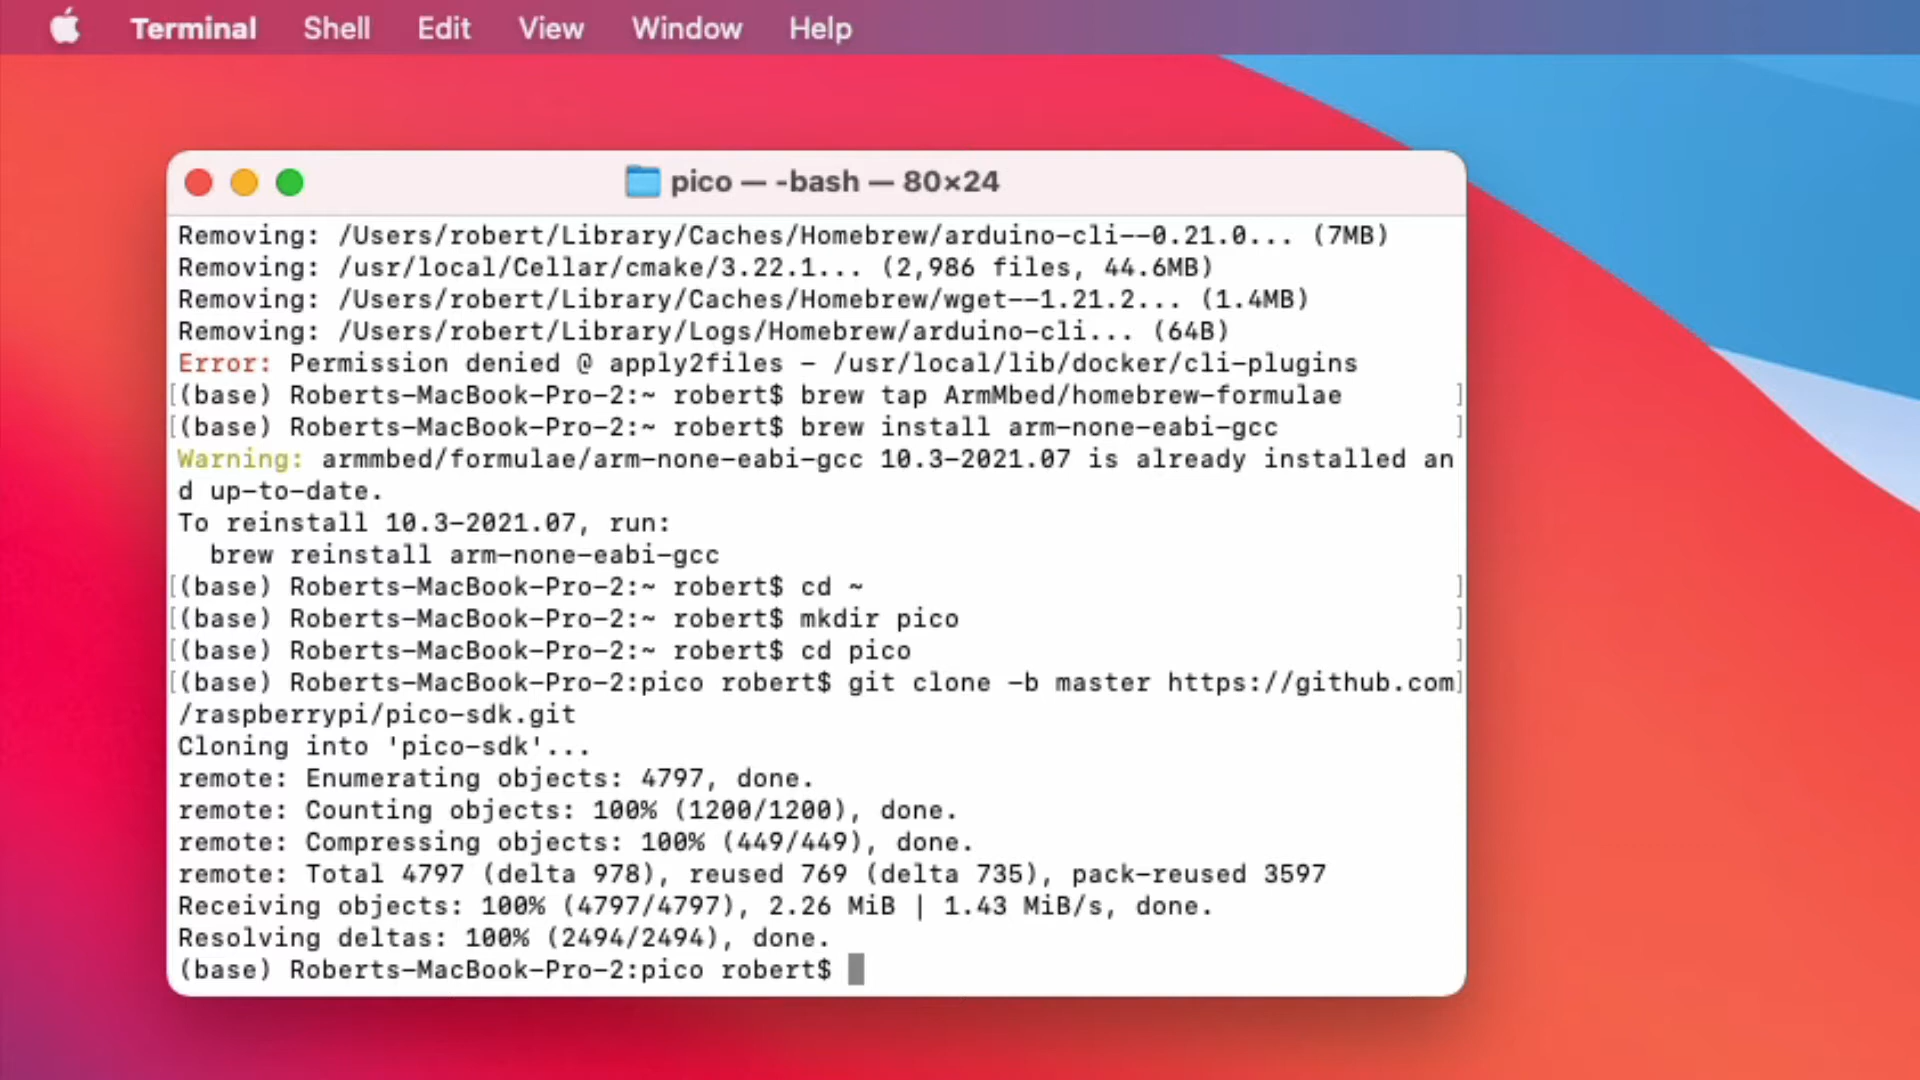 Terminal Shell Edit View Window Help
pico — -bash — 80×24
Removing: /Users/robert/Library/Caches/Homebrew/arduino-cli--0.21.0... (7MB)
Removing: /usr/local/Cellar/cmake/3.22.1... (2,986 files, 44.6MB)
Removing: /Users/robert/Library/Caches/Homebrew/wget--1.21.2... (1.4MB)
Removing: /Users/robert/Library/Logs/Homebrew/arduino-cli... (64B)
Error: Permission denied @ apply2files - /usr/local/lib/docker/cli-plugins
[(base) Roberts-MacBook-Pro-2:~ robert$ brew tap ArmMbed/homebrew-formulae ]
[(base) Roberts-MacBook-Pro-2:~ robert$ brew install arm-none-eabi-gcc ]
Warning: armmbed/formulae/arm-none-eabi-gcc 10.3-2021.07 is already installed an
d up-to-date.
To reinstall 10.3-2021.07, run:
  brew reinstall arm-none-eabi-gcc
[(base) Roberts-MacBook-Pro-2:~ robert$ cd ~ ]
[(base) Roberts-MacBook-Pro-2:~ robert$ mkdir pico ]
[(base) Roberts-MacBook-Pro-2:~ robert$ cd pico ]
[(base) Roberts-MacBook-Pro-2:pico robert$ git clone -b master https://github.com]
/raspberrypi/pico-sdk.git
Cloning into 'pico-sdk'...
remote: Enumerating objects: 4797, done.
remote: Counting objects: 100% (1200/1200), done.
remote: Compressing objects: 100% (449/449), done.
remote: Total 4797 (delta 978), reused 769 (delta 735), pack-reused 3597
Receiving objects: 100% (4797/4797), 2.26 MiB | 1.43 MiB/s, done.
Resolving deltas: 100% (2494/2494), done.
(base) Roberts-MacBook-Pro-2:pico robert$